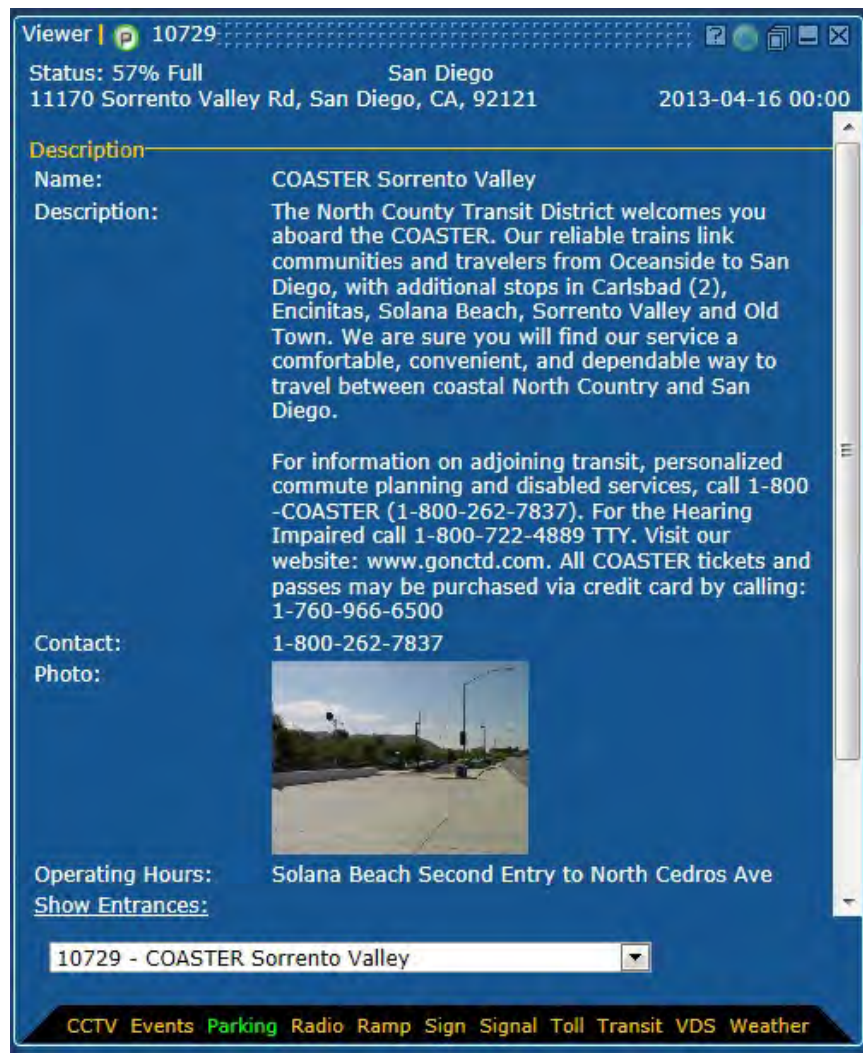 Viewer | P 10729
Status: 57% Full San Diego
11170 Sorrento Valley Rd, San Diego, CA, 92121 2013-04-16 00:00
Description
Name: COASTER Sorrento Valley
Description: The North County Transit District welcomes you
aboard the COASTER. Our reliable trains link
communities and travelers from Oceanside to San
Diego, with additional stops in Carlsbad (2),
Encinitas, Solana Beach, Sorrento Valley and Old
Town. We are sure you will find our service a
comfortable, convenient, and dependable way to
travel between coastal North Country and San
Diego.
For information on adjoining transit, personalized
commute planning and disabled services, call 1-800
-COASTER (1-800-262-7837). For the Hearing
Impaired call 1-800-722-4889 TTY. Visit our
website: www.gonctd.com. All COASTER tickets and
passes may be purchased via credit card by calling:
1-760-966-6500
Contact: 1-800-262-7837
Photo:
Operating Hours: Solana Beach Second Entry to North Cedros Ave
Show Entrances:
10729 - COASTER Sorrento Valley
CCTV Events Parking Radio Ramp Sign Signal Toll Transit VDS Weather